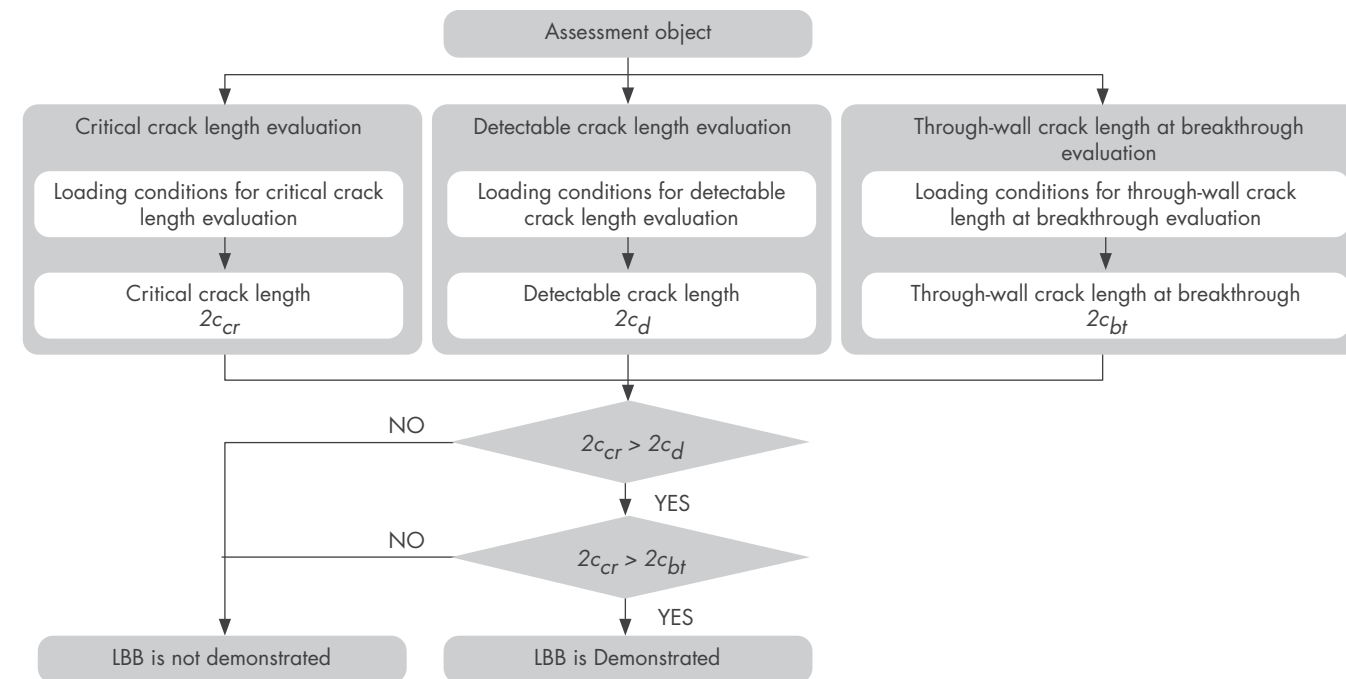 Assessment object
Critical crack length evaluation
Loading conditions for critical crack
length evaluation
Critical crack length
2c_cr
Detectable crack length evaluation
Loading conditions for detectable
crack length evaluation
Detectable crack length
2c_d
Through-wall crack length at breakthrough
evaluation
Loading conditions for through-wall crack
length at breakthrough evaluation
Through-wall crack length at breakthrough
2c_bt
NO
2c_cr > 2c_d
YES
NO
2c_cr > 2c_bt
YES
LBB is not demonstrated
LBB is Demonstrated